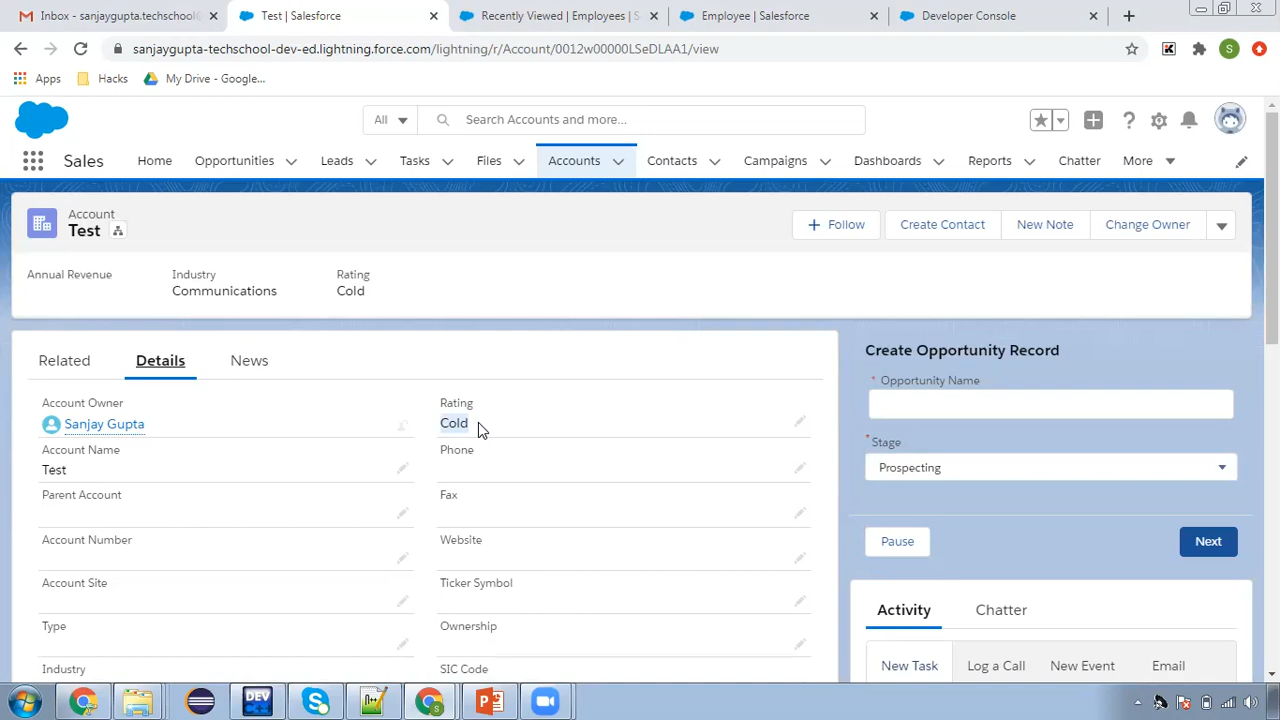 Inbox - sanjaygupta.techschool@
Test | Salesforce
Recently Viewed | Employees | S
Employee | Salesforce
Developer Console
sanjaygupta-techschool-dev-ed.lightning.force.com/lightning/r/Account/0012w00000LSeDLAA1/view
Apps
Hacks
My Drive - Google...
All
Search Accounts and more...
Sales
Home
Opportunities
Leads
Tasks
Files
Accounts
Contacts
Campaigns
Dashboards
Reports
Chatter
More
Account
Test
+ Follow
Create Contact
New Note
Change Owner
Annual Revenue
Industry
Communications
Rating
Cold
Related
Details
News
Account Owner
Sanjay Gupta
Rating
Cold
Account Name
Test
Phone
Parent Account
Fax
Account Number
Website
Account Site
Ticker Symbol
Type
Ownership
Industry
SIC Code
Create Opportunity Record
* Opportunity Name
* Stage
Prospecting
Pause
Next
Activity
Chatter
New Task
Log a Call
New Event
Email